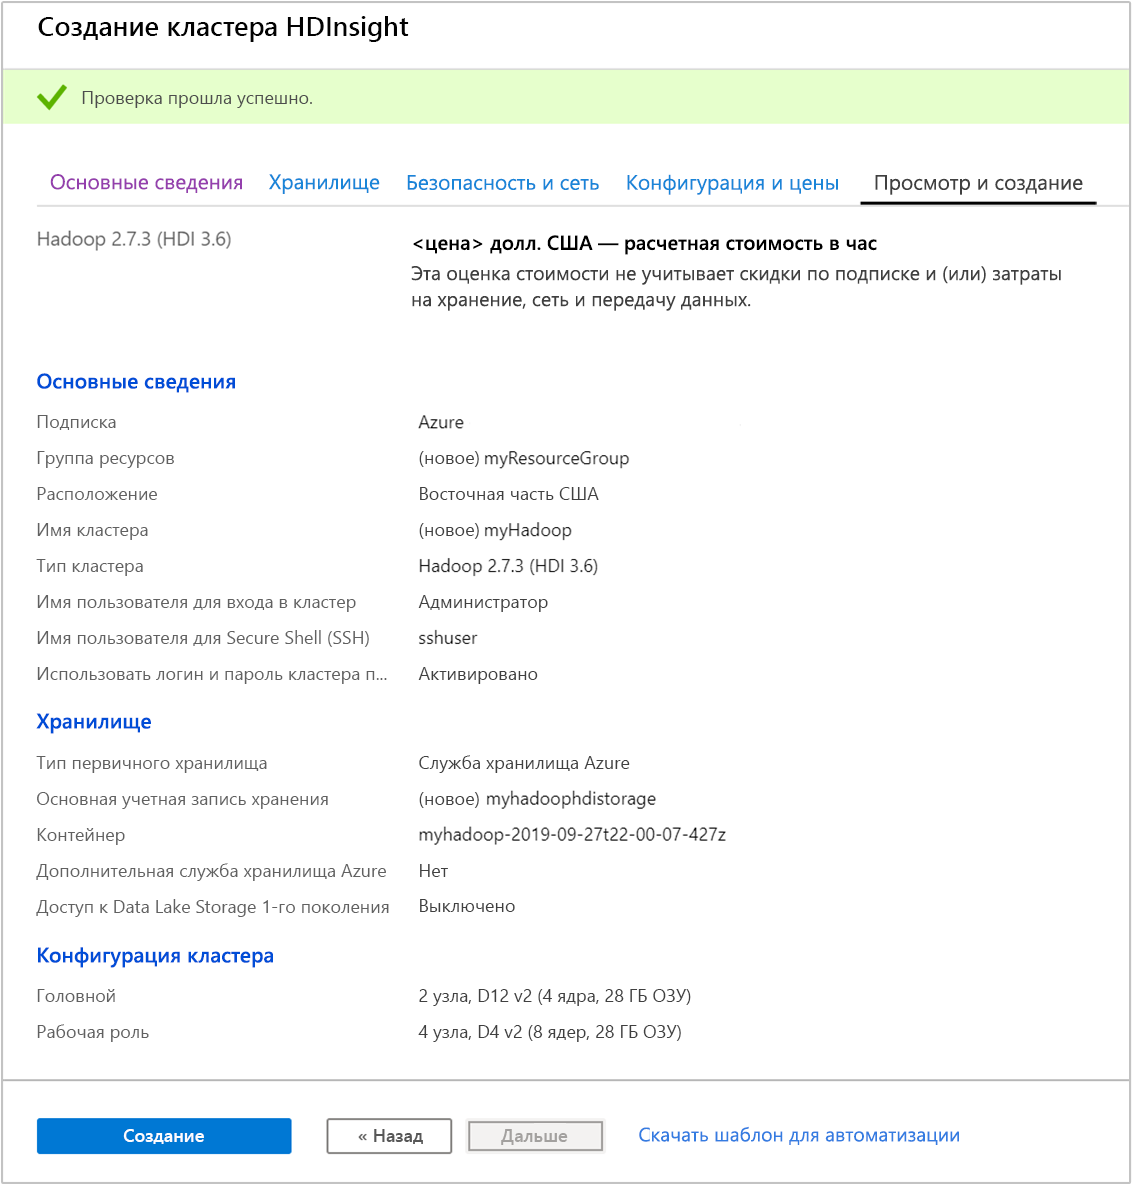 Создание кластера HDInsight
Проверка прошла успешно.
Основные сведения Хранилище Безопасность и сеть Конфигурация и цены Просмотр и создание
Hadoop 2.7.3 (HDI 3.6)
<цена> долл. США — расчетная стоимость в час
Эта оценка стоимости не учитывает скидки по подписке и (или) затраты
на хранение, сеть и передачу данных.
Основные сведения
Подписка Azure
Группа ресурсов (новое) myResourceGroup
Расположение Восточная часть США
Имя кластера (новое) myHadoop
Тип кластера Hadoop 2.7.3 (HDI 3.6)
Имя пользователя для входа в кластер Администратор
Имя пользователя для Secure Shell (SSH) sshuser
Использовать логин и пароль кластера п... Активировано
Хранилище
Тип первичного хранилища Служба хранилища Azure
Основная учетная запись хранения (новое) myhadoophdistorage
Контейнер myhadoop-2019-09-27t22-00-07-427z
Дополнительная служба хранилища Azure Нет
Доступ к Data Lake Storage 1-го поколения Выключено
Конфигурация кластера
Головной 2 узла, D12 v2 (4 ядра, 28 ГБ ОЗУ)
Рабочая роль 4 узла, D4 v2 (8 ядер, 28 ГБ ОЗУ)
Создание « Назад Дальше Скачать шаблон для автоматизации